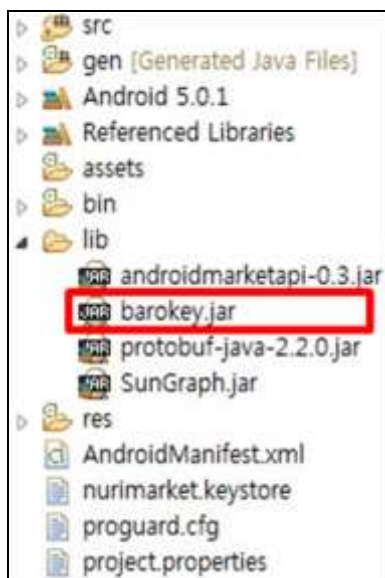 src
gen [Generated Java Files]
Android 5.0.1
Referenced Libraries
assets
bin
lib
androidmarketapi-0.3.jar
barokey.jar
protobuf-java-2.2.0.jar
SunGraph.jar
res
AndroidManifest.xml
nurimarket.keystore
proguard.cfg
project.properties